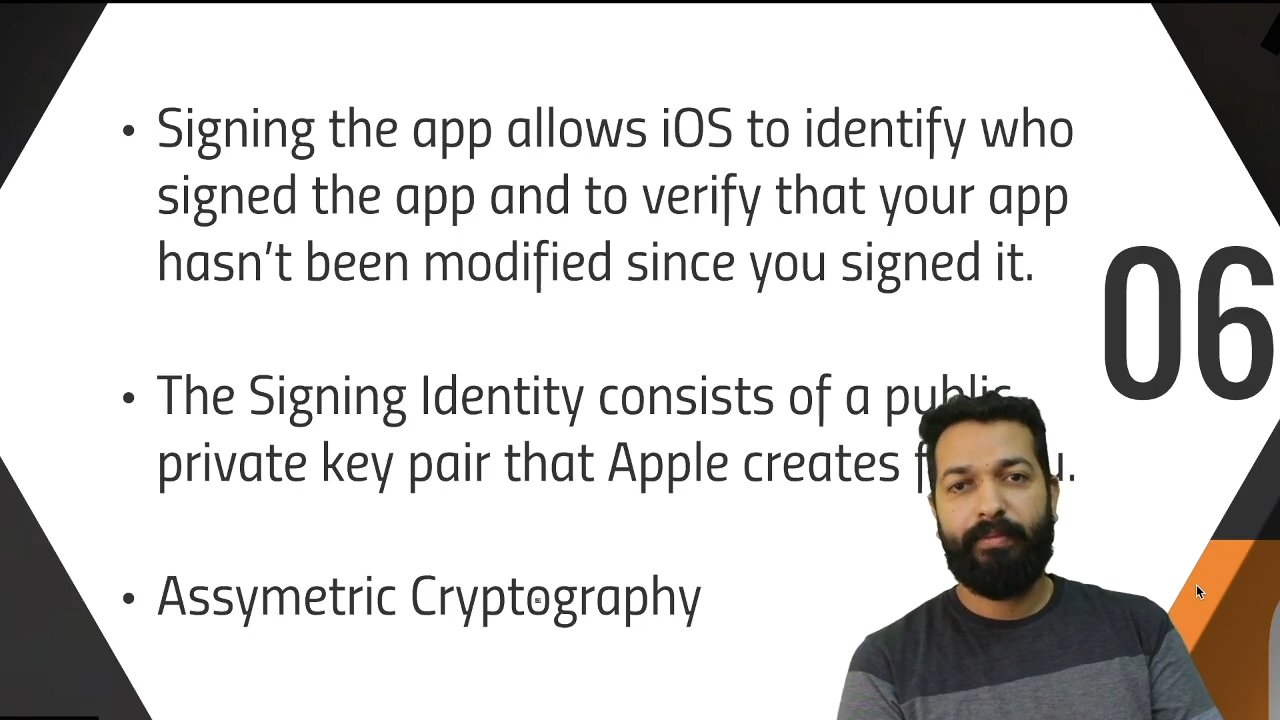 • Signing the app allows iOS to identify who
signed the app and to verify that your app
hasn't been modified since you signed it.
06
• The Signing Identity consists of a public
private key pair that Apple creates
• Assymetric Cryptography